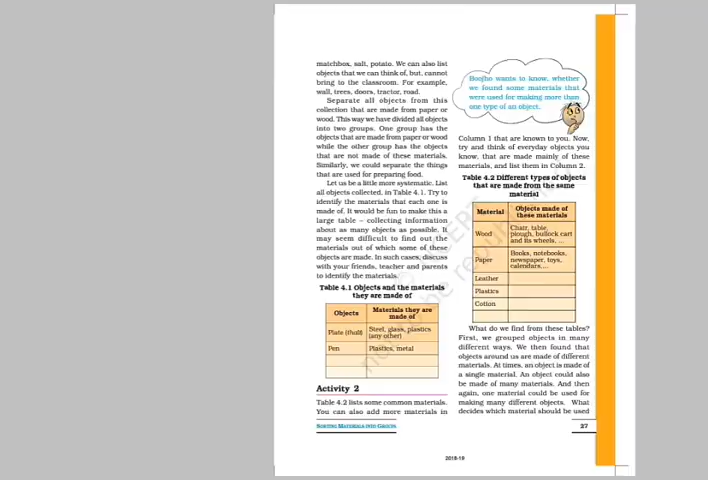 matchbox, salt, potato. We can also list
objects that we can think of, but, cannot
bring to the classroom. For example,
wall, trees, doors, tractor, road.
Separate all objects from this
collection that are made from paper or
wood. This way we have divided all objects
into two groups. One group has the
objects that are made from paper or wood
while the other group has the objects
that are not made of these materials.
Similarly, we could separate the things
that are used for preparing food.
Let us be a little more systematic. List
all objects collected, in Table 4.1. Try to
identify the materials that each one is
made of. It would be fun to make this a
large table – collecting information
about as many objects as possible. It
may seem difficult to find out the
materials out of which some of these
objects are made. In such cases, discuss
with your friends, teacher and parents
to identify the materials.
Table 4.1 Objects and the materials
they are made of
Objects
Materials they are
made of
Plate (thali)
Steel, glass, plastics
(any other)
Pen
Plastics, metal
Activity 2
Table 4.2 lists some common materials.
You can also add more materials in
Boojho wants to know, whether
we found some materials that
were used for making more than
one type of an object.
Column 1 that are known to you. Now,
try and think of everyday objects you
know, that are made mainly of these
materials, and list them in Column 2.
Table 4.2 Different types of objects
that are made from the same
material
Material
Objects made of
these materials
Wood
Chair, table,
plough, bullock cart
and its wheels, ...
Paper
Books, notebooks,
newspaper, toys,
calendars,...
Leather
Plastics
Cotton
What do we find from these tables?
First, we grouped objects in many
different ways. We then found that
objects around us are made of different
materials. At times, an object is made of
a single material. An object could also
be made of many materials. And then
again, one material could be used for
making many different objects. What
decides which material should be used
SORTING MATERIALS INTO GROUPS
27
2018-19